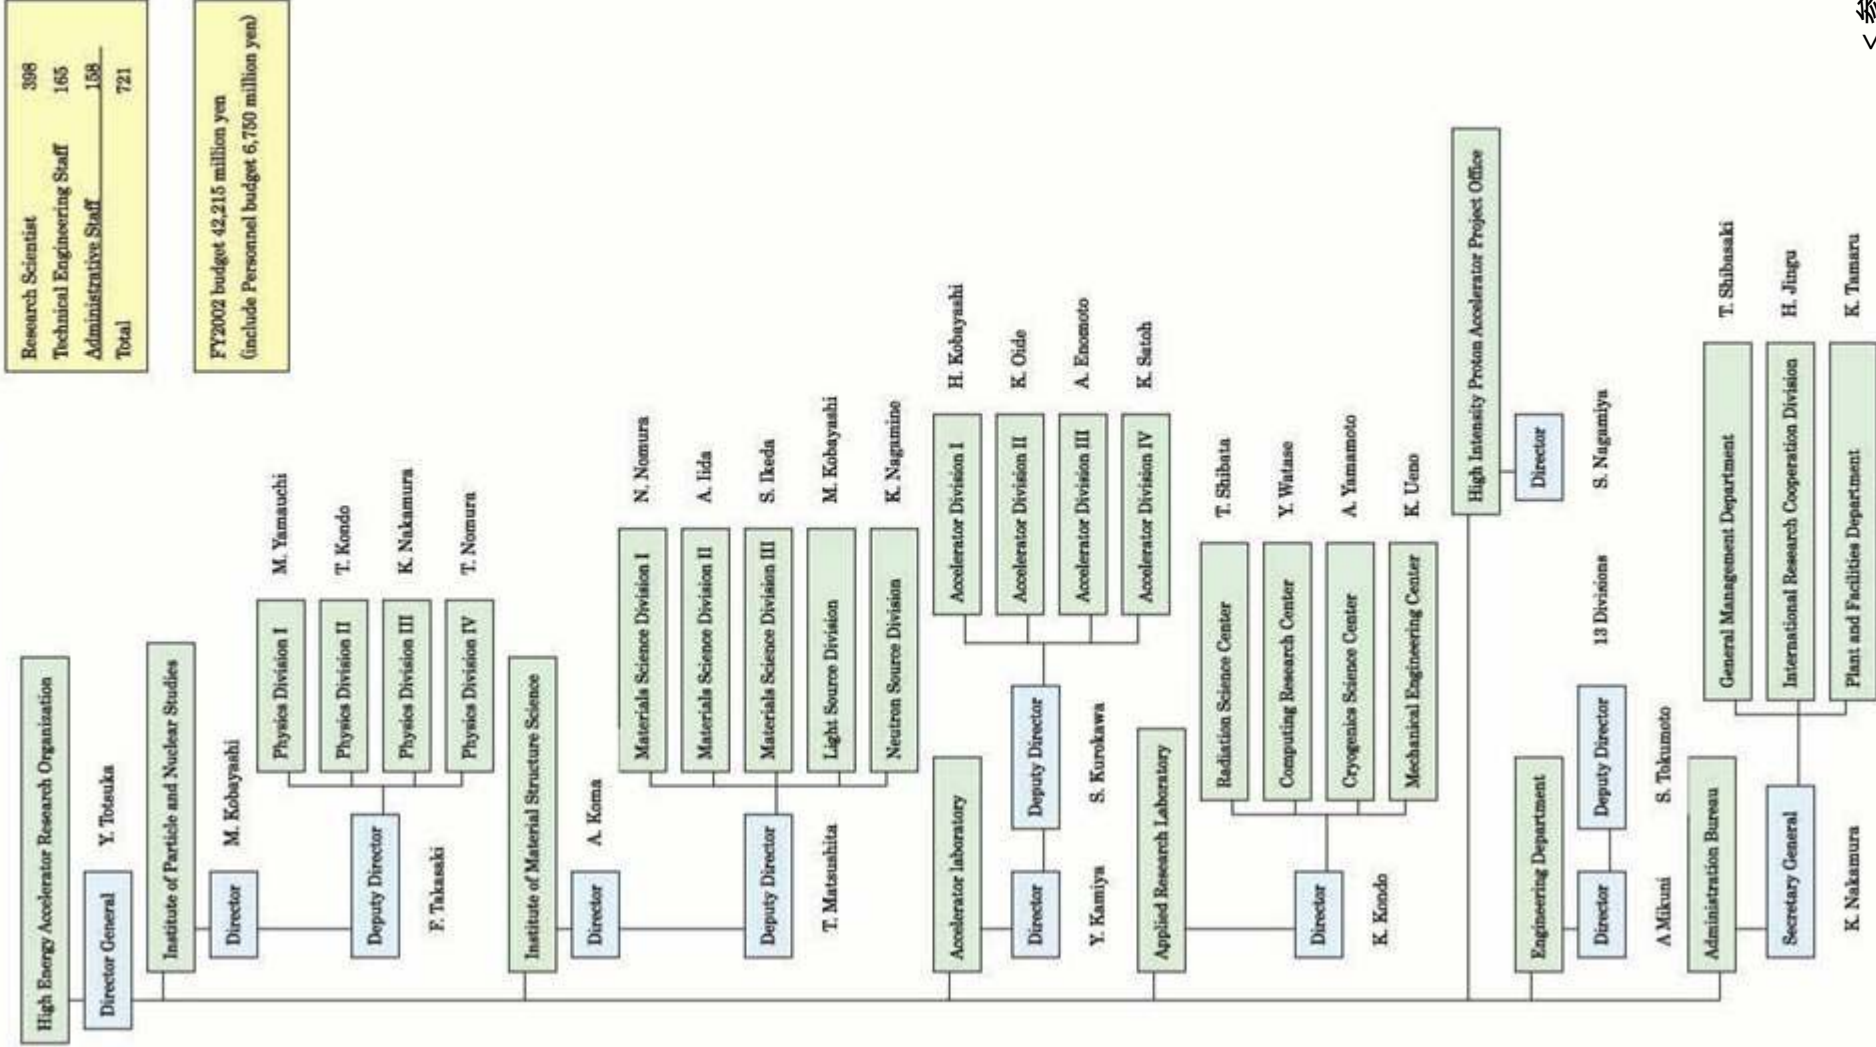 High Energy Accelerator Research Organization
Director General
Y. Totsuka
Institute of Particle and Nuclear Studies
Director
M. Kobayashi
Deputy Director
F. Takasaki
Physics Division I
M. Yamauchi
Physics Division II
T. Kondo
Physics Division III
K. Nakamura
Physics Division IV
T. Nomura
Institute of Material Structure Science
Director
A. Koma
Deputy Director
T. Matsushita
Materials Science Division I
N. Nomura
Materials Science Division II
A. Iida
Materials Science Division III
S. Ikeda
Light Source Division
M. Kobayashi
Neutron Source Division
K. Nagamine
Accelerator laboratory
Director
Y. Kamiya
Deputy Director
S. Kurokawa
Accelerator Division I
H. Kobayashi
Accelerator Division II
K. Oide
Accelerator Division III
A. Enomoto
Accelerator Division IV
K. Satoh
Applied Research Laboratory
Director
K. Kondo
Radiation Science Center
T. Shibata
Computing Research Center
Y. Watase
Cryogenics Science Center
A. Yamamoto
Mechanical Engineering Center
K. Ueno
High Intensity Proton Accelerator Project Office
Director
S. Nagamiya
Engineering Department
Director
A Mikuni
Deputy Director
S. Tokumoto
13 Divisions
Administration Bureau
Secretary General
K. Nakamura
General Management Department
T. Shibasaki
International Research Cooperation Division
H. Jingu
Plant and Facilities Department
K. Tamaru
Research Scientist 398
Technical Engineering Staff 165
Administrative Staff 158
Total 721
FY2002 budget 42,215 million yen
(include Personnel budget 6,750 million yen)